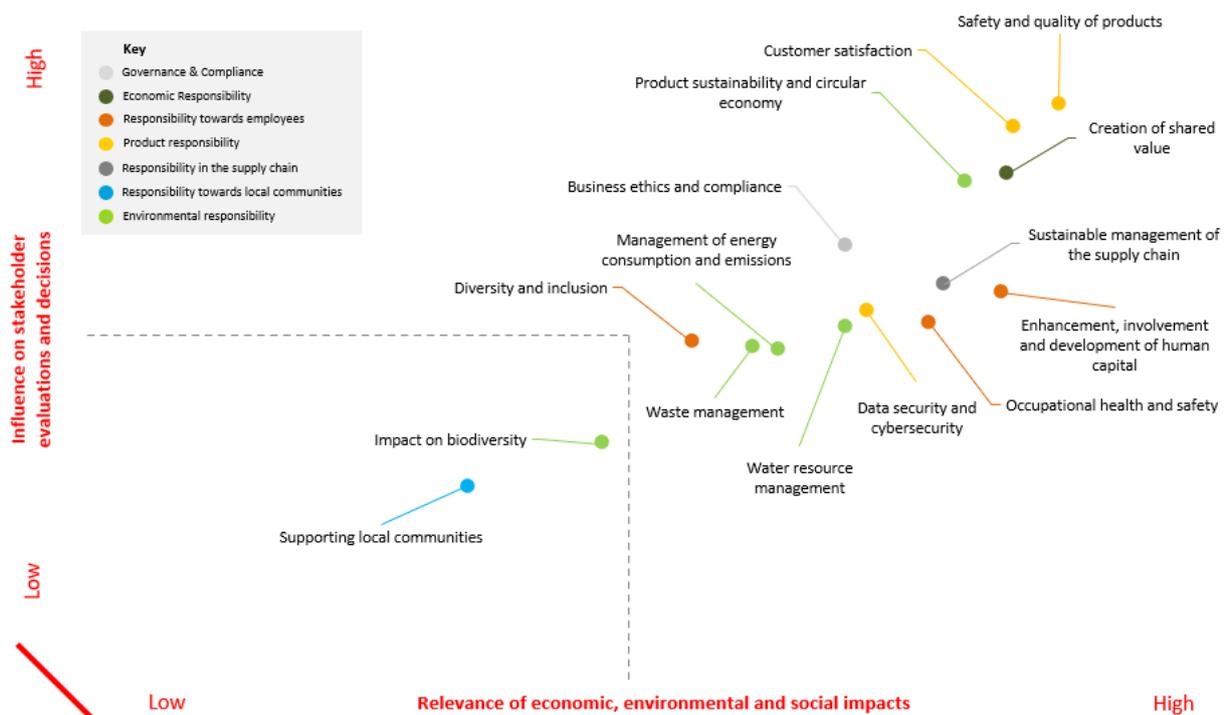 Safety and quality of products
Customer satisfaction
Product sustainability and circular
economy
Creation of shared
value
Key
Governance & Compliance
Economic Responsibility
Responsibility towards employees
Product responsibility
Responsibility in the supply chain
Responsibility towards local communities
Environmental responsibility
High
Business ethics and compliance
Sustainable management of
the supply chain
Management of energy
consumption and emissions
Diversity and inclusion
Enhancement, involvement
and development of human
capital
Influence on stakeholder
evaluations and decisions
Waste management
Data security and
cybersecurity
Occupational health and safety
Impact on biodiversity
Water resource
management
Supporting local communities
Low
Low
Relevance of economic, environmental and social impacts
High